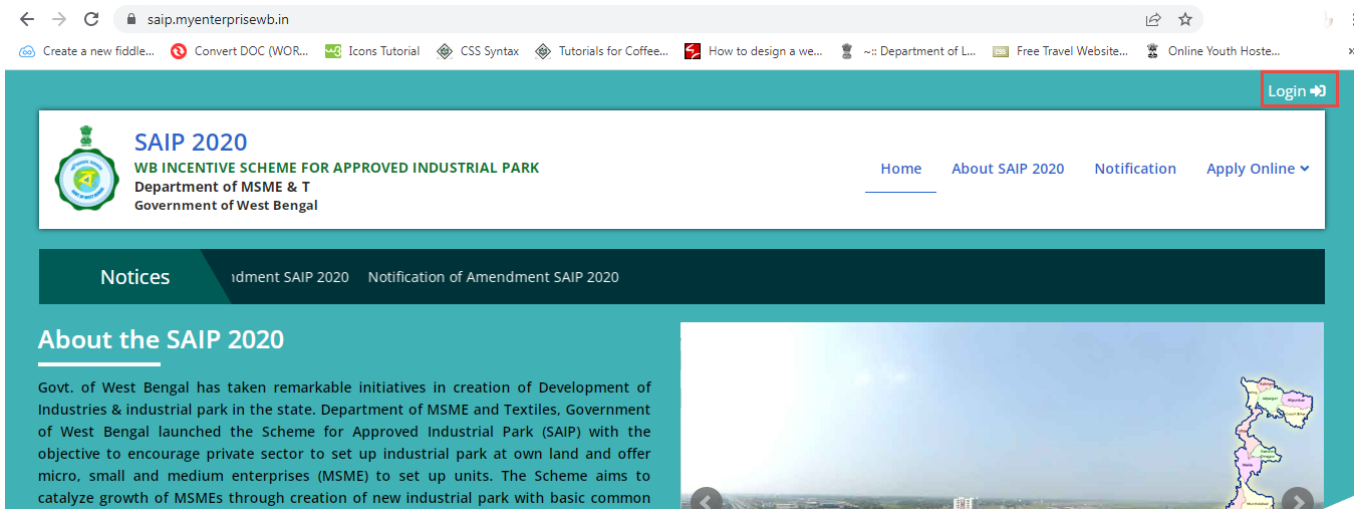 saip.myenterprisewb.in
Create a new fiddle... Convert DOC (WOR... Icons Tutorial CSS Syntax Tutorials for Coffee... How to design a we... ~:: Department of L... Free Travel Website... Online Youth Hoste... »
Login
SAIP 2020
WB INCENTIVE SCHEME FOR APPROVED INDUSTRIAL PARK
Department of MSME & T
Government of West Bengal
Home About SAIP 2020 Notification Apply Online
Notices ndment SAIP 2020 Notification of Amendment SAIP 2020
About the SAIP 2020
Govt. of West Bengal has taken remarkable initiatives in creation of Development of
Industries & industrial park in the state. Department of MSME and Textiles, Government
of West Bengal launched the Scheme for Approved Industrial Park (SAIP) with the
objective to encourage private sector to set up industrial park at own land and offer
micro, small and medium enterprises (MSME) to set up units. The Scheme aims to
catalyze growth of MSMEs through creation of new industrial park with basic common